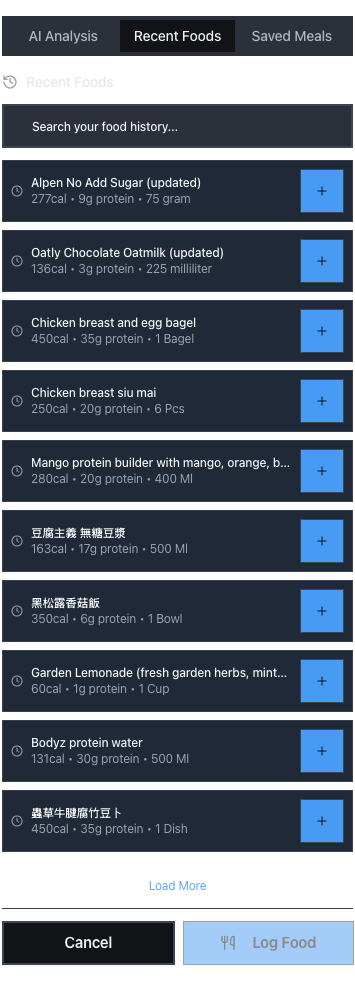 AI Analysis Recent Foods Saved Meals
Recent Foods
Search your food history...
Alpen No Add Sugar (updated)
277cal • 9g protein • 75 gram
Oatly Chocolate Oatmilk (updated)
136cal • 3g protein • 225 milliliter
Chicken breast and egg bagel
450cal • 35g protein • 1 Bagel
Chicken breast siu mai
250cal • 20g protein • 6 Pcs
Mango protein builder with mango, orange, b...
280cal • 20g protein • 400 Ml
豆腐主義 無糖豆漿
163cal • 17g protein • 500 Ml
黑松露香菇飯
350cal • 6g protein • 1 Bowl
Garden Lemonade (fresh garden herbs, mint...
60cal • 1g protein • 1 Cup
Bodyz protein water
131cal • 30g protein • 500 Ml
蟲草牛腱腐竹豆卜
450cal • 35g protein • 1 Dish
Load More
Cancel Log Food